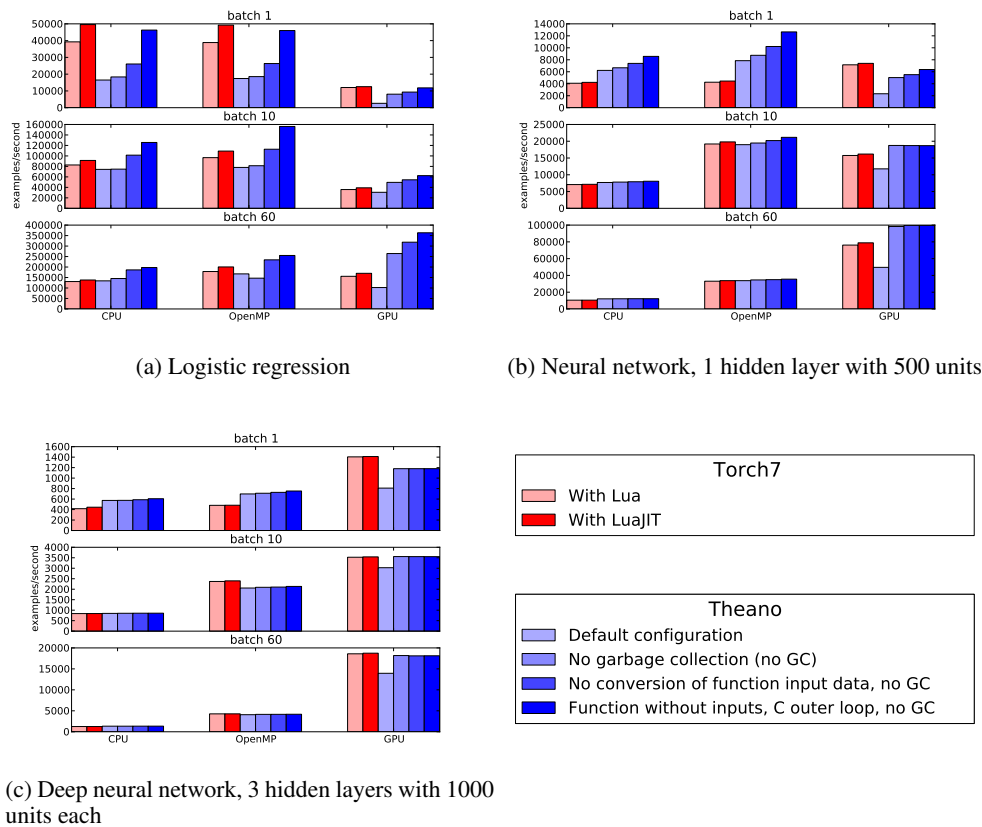 batch 1
50000
40000
30000
20000
10000
0
batch 10
160000
140000
120000
100000
80000
60000
40000
20000
0
examples/second
batch 60
400000
350000
300000
250000
200000
150000
100000
50000
0
CPU OpenMP GPU
(a) Logistic regression
batch 1
14000
12000
10000
8000
6000
4000
2000
0
batch 10
25000
20000
15000
10000
5000
0
examples/second
batch 60
100000
80000
60000
40000
20000
0
CPU OpenMP GPU
(b) Neural network, 1 hidden layer with 500 units
batch 1
1600
1400
1200
1000
800
600
400
200
0
batch 10
4000
3500
3000
2500
2000
1500
1000
500
0
examples/second
batch 60
20000
15000
10000
5000
0
CPU OpenMP GPU
(c) Deep neural network, 3 hidden layers with 1000
units each
Torch7
With Lua
With LuaJIT
Theano
Default configuration
No garbage collection (no GC)
No conversion of function input data, no GC
Function without inputs, C outer loop, no GC